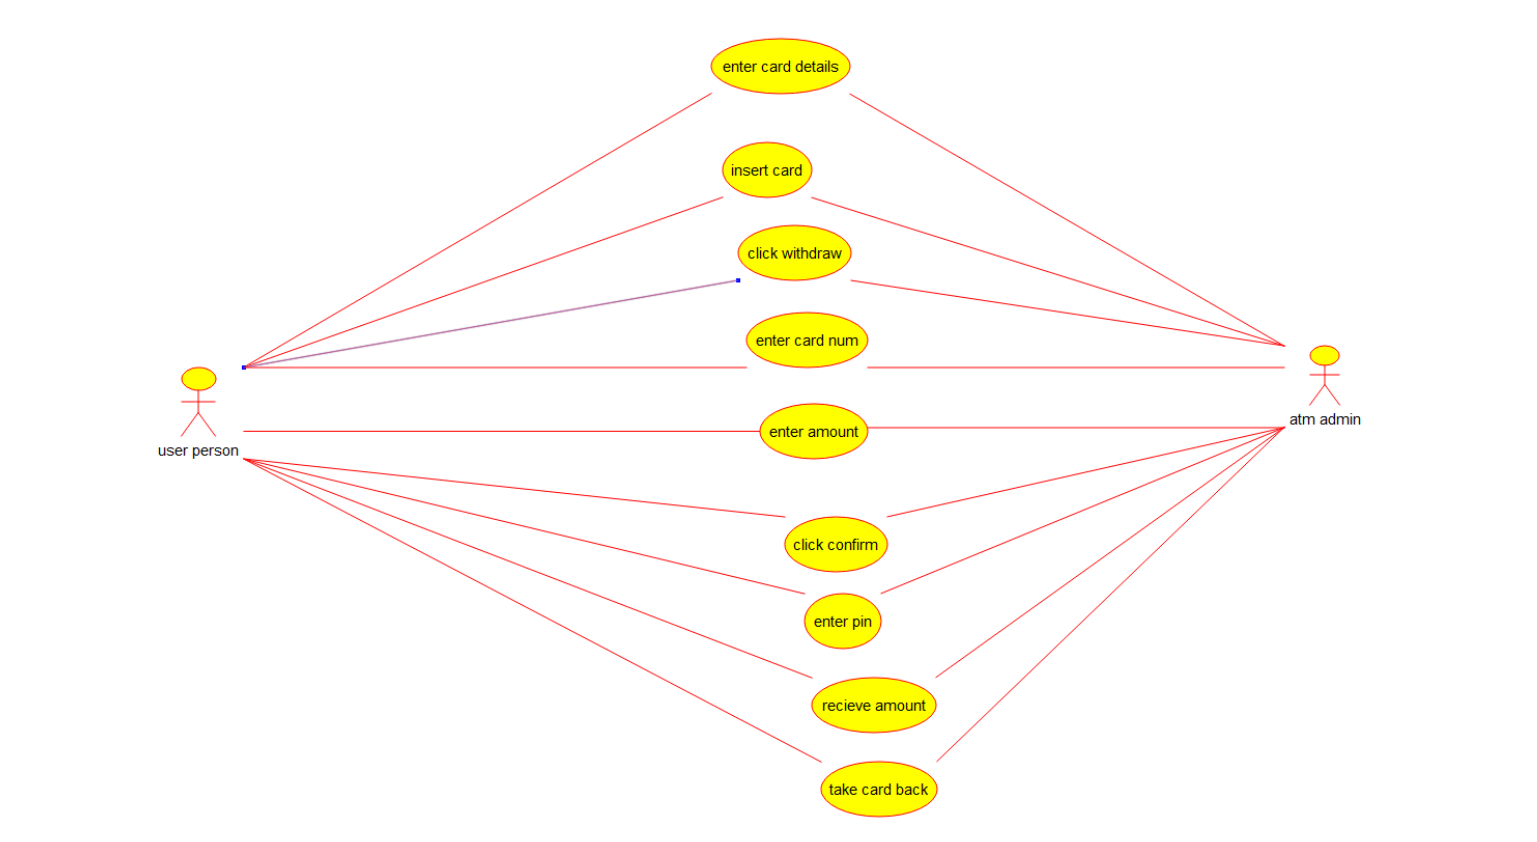 enter card details
insert card
click withdraw
enter card num
atm admin
enter amount
user person
click confirm
enter pin
recieve amount
take card back